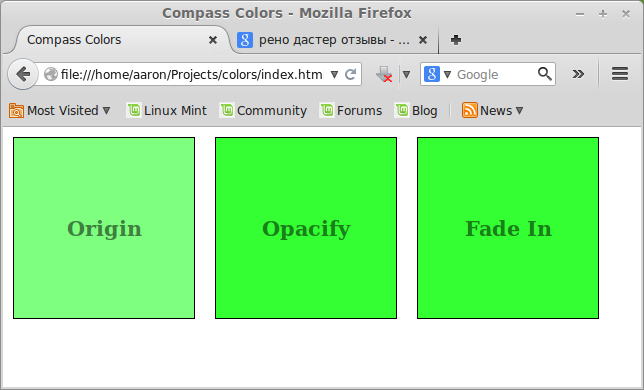 Compass Colors - Mozilla Firefox
Compass Colors
рено дастер отзывы - ...
file:///home/aaron/Projects/colors/index.htm
Google
Most Visited
Linux Mint
Community
Forums
Blog
News
Origin
Opacify
Fade In